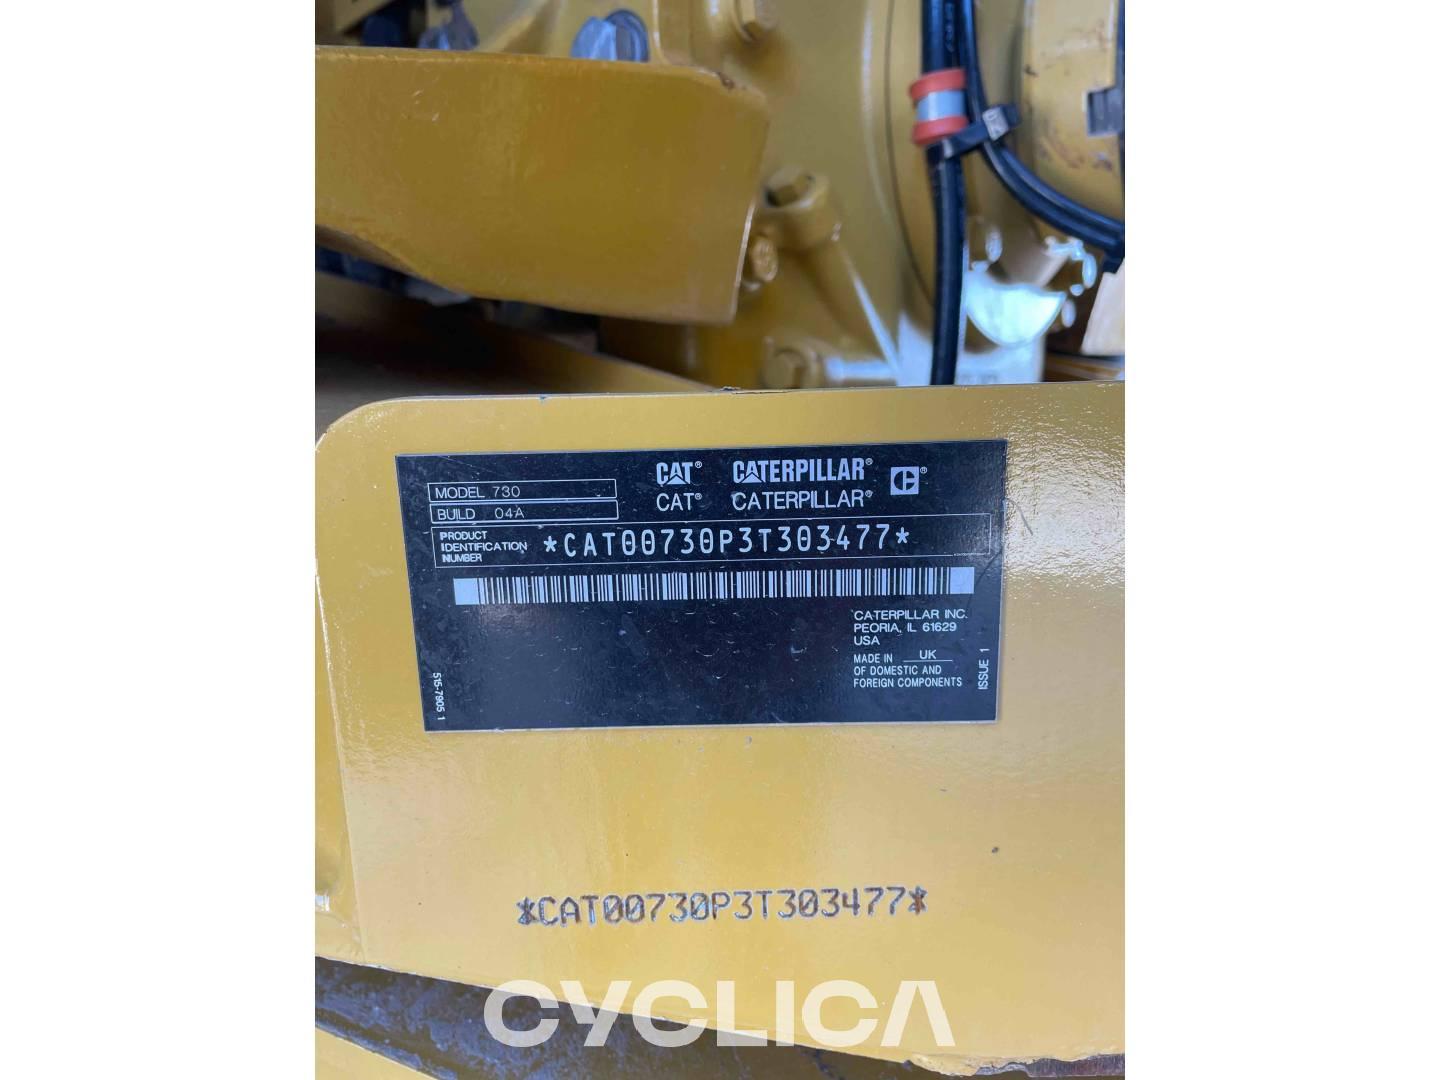 CAT® CATERPILLAR® C®
CAT® CATERPILLAR®
MODEL 730
BUILD 04A
PRODUCT
IDENTIFICATION
NUMBER
*CAT00730P3T303477*
CATERPILLAR INC.
PEORIA, IL 61629
USA
MADE IN UK
OF DOMESTIC AND
FOREIGN COMPONENTS
ISSUE 1
515-7905 1
*CAT00730P3T303477*
CYCLICA